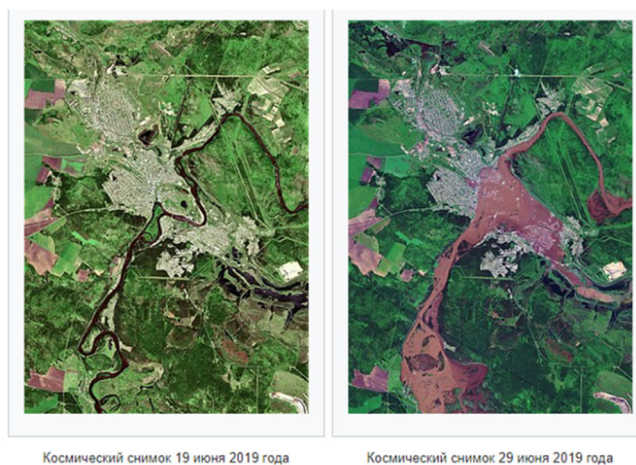 Космический снимок 19 июня 2019 года
Космический снимок 29 июня 2019 года